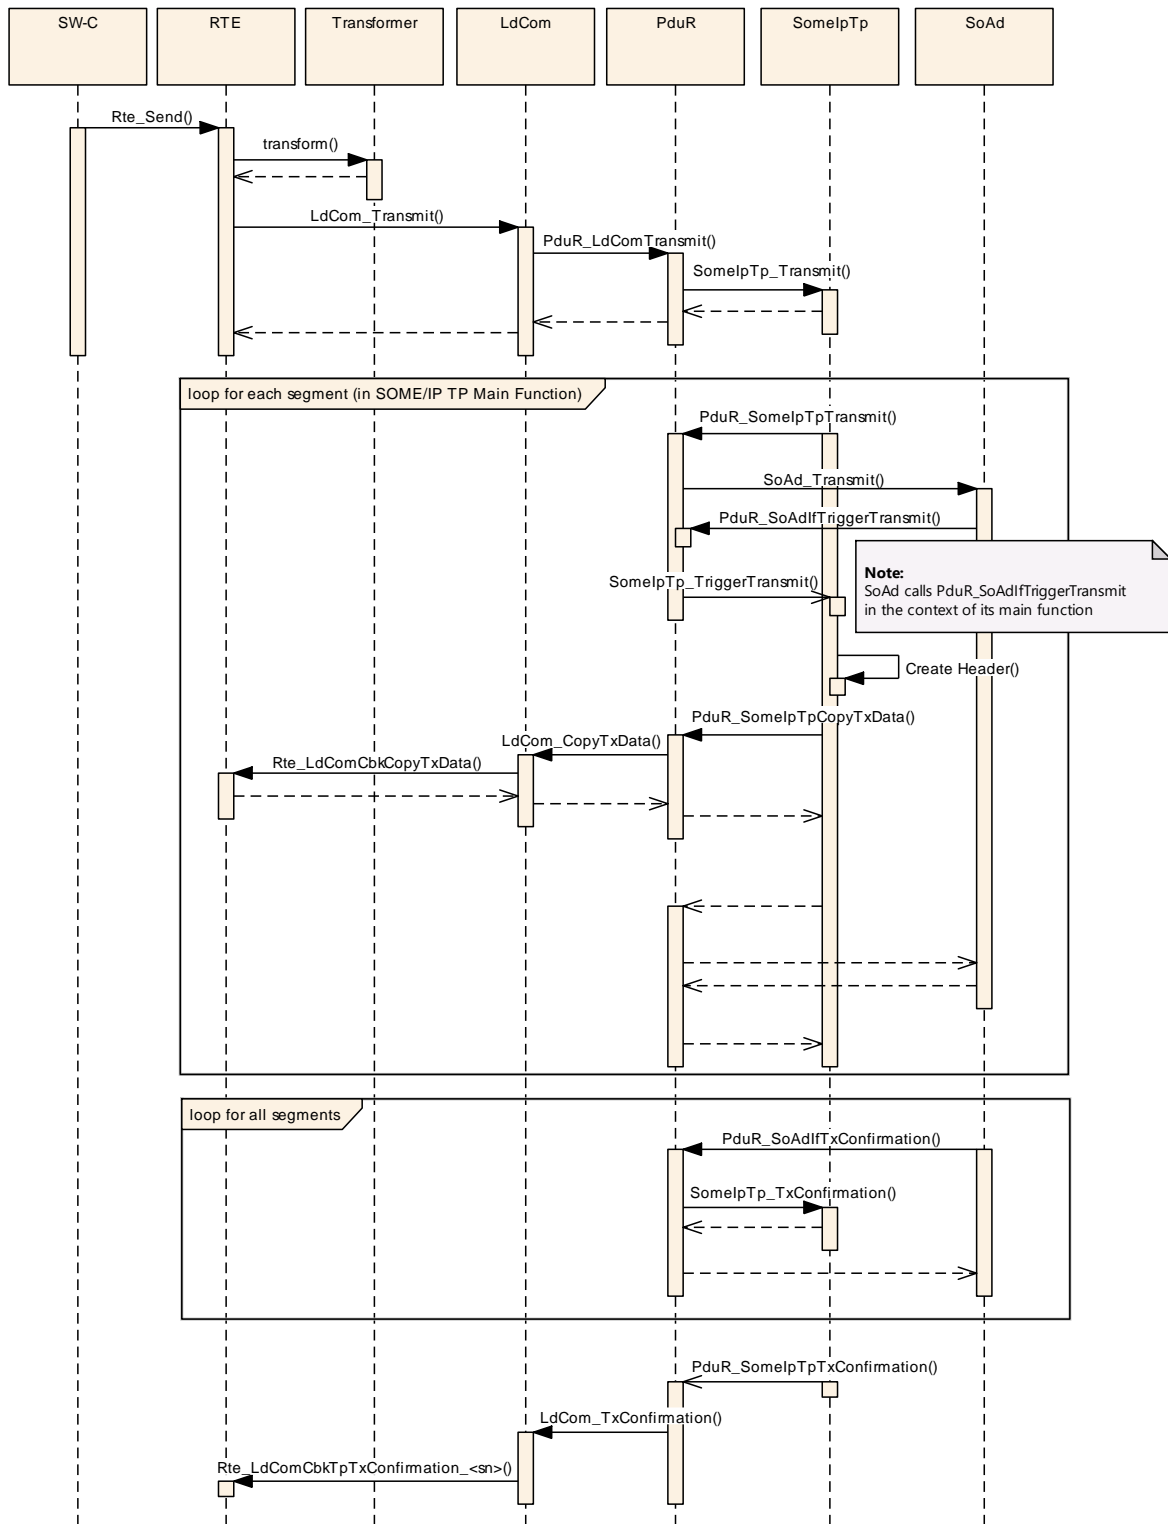 SW-C
RTE
Transformer
LdCom
PduR
SomeIpTp
SoAd
Rte_Send()
transform()
LdCom_Transmit()
PduR_LdComTransmit()
SomeIpTp_Transmit()
loop for each segment (in SOME/IP TP Main Function)
PduR_SomeIpTpTransmit()
SoAd_Transmit()
PduR_SoAdIfTriggerTransmit()
Note:
SoAd calls PduR_SoAdIfTriggerTransmit
in the context of its main function
SomeIpTp_TriggerTransmit()
Create Header()
PduR_SomeIpTpCopyTxData()
LdCom_CopyTxData()
Rte_LdComCbkCopyTxData()
loop for all segments
PduR_SoAdIfTxConfirmation()
SomeIpTp_TxConfirmation()
PduR_SomeIpTpTxConfirmation()
LdCom_TxConfirmation()
Rte_LdComCbkTpTxConfirmation_<sn>()